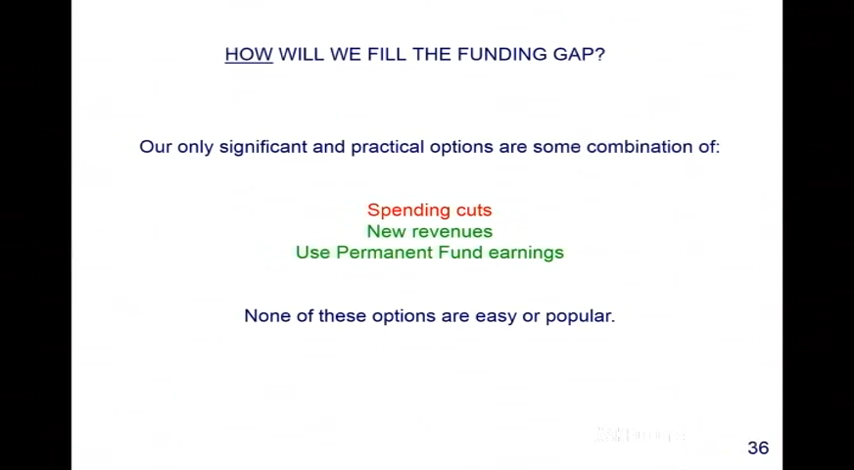 HOW WILL WE FILL THE FUNDING GAP?
Our only significant and practical options are some combination of:
Spending cuts
New revenues
Use Permanent Fund earnings
None of these options are easy or popular.
36